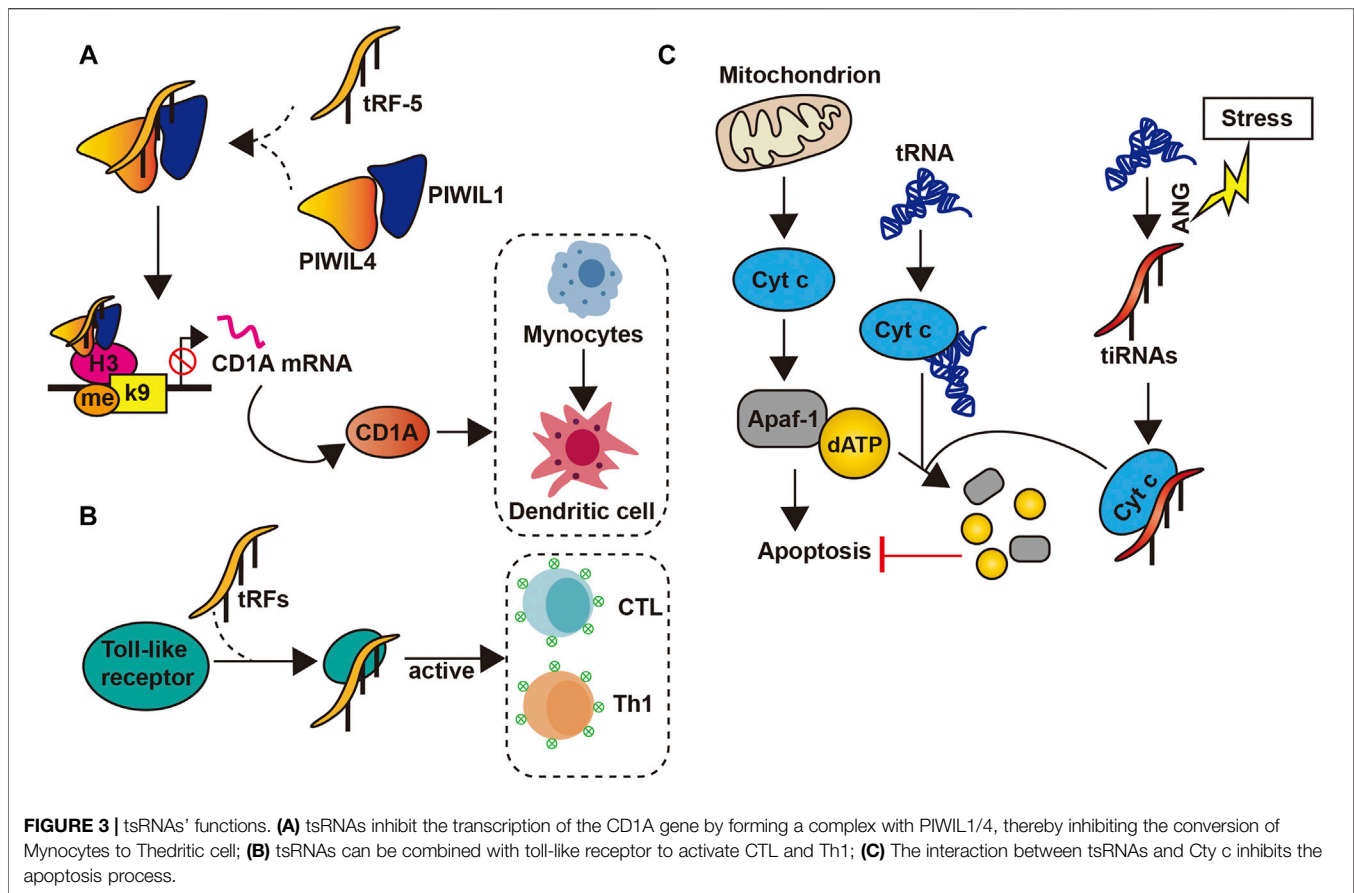 A
tRF-5
PIWIL1
PIWIL4
H3
me
k9
CD1A mRNA
CD1A
Mynocytes
Dendritic cell
B
tRFs
Toll-like
receptor
active
CTL
Th1
C
Mitochondrion
Cyt c
Apaf-1
dATP
Apoptosis
tRNA
Cyt c
Stress
ANG
tiRNAs
Cyt c
FIGURE 3 | tsRNAs' functions. (A) tsRNAs inhibit the transcription of the CD1A gene by forming a complex with PIWIL1/4, thereby inhibiting the conversion of
Mynocytes to Thedritic cell; (B) tsRNAs can be combined with toll-like receptor to activate CTL and Th1; (C) The interaction between tsRNAs and Cty c inhibits the
apoptosis process.